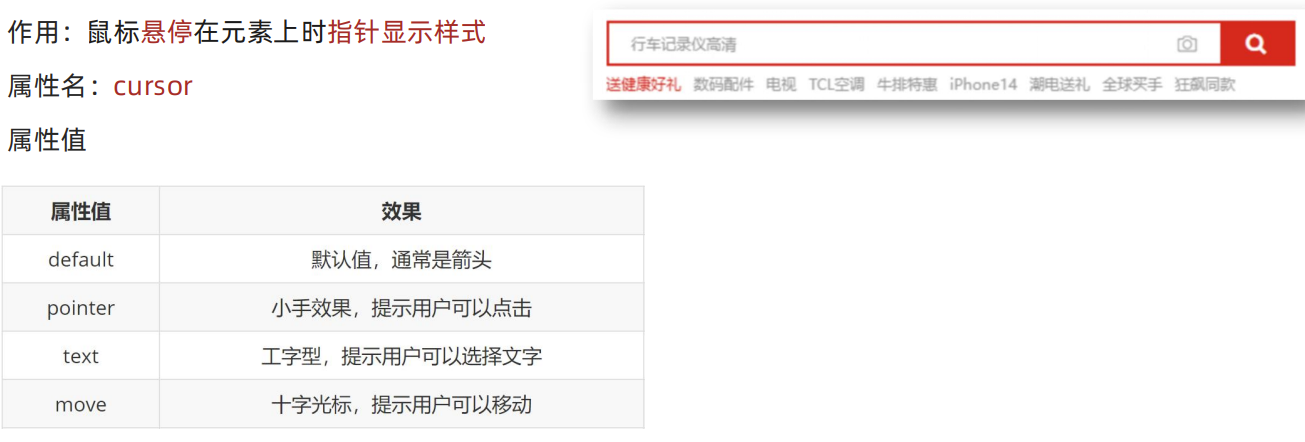 作用：鼠标悬停在元素上时指针显示样式
属性名：cursor
属性值
行车记录仪高清
送健康好礼 数码配件 电视 TCL空调 牛排特惠 iPhone14 潮电送礼 全球买手 狂飙同款
属性值 效果
default 默认值，通常是箭头
pointer 小手效果，提示用户可以点击
text 工字型，提示用户可以选择文字
move 十字光标，提示用户可以移动